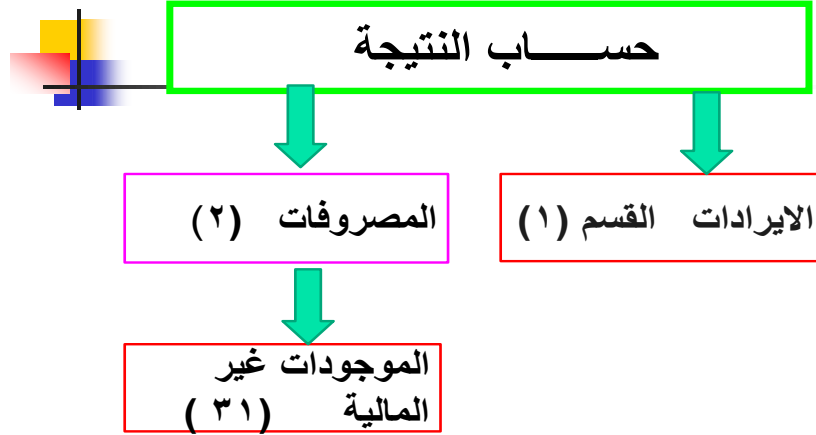 حســـــاب النتيجة
الايرادات القسم (١)
المصروفات (٢)
الموجودات غير
المالية (٣١ )